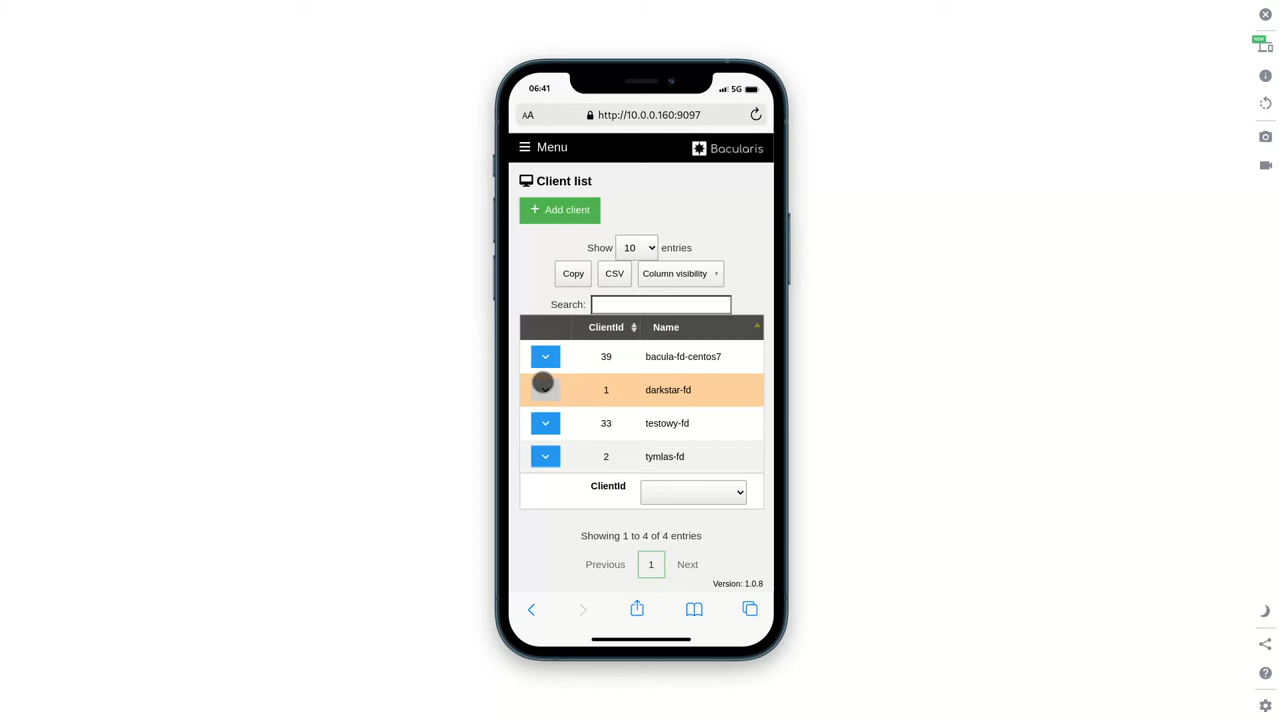 NEW
06:41
5G
AA
http://10.0.0.160:9097
Menu
Bacularis
Client list
+ Add client
Show 10 entries
Copy CSV Column visibility
Search:
ClientId Name
39 bacula-fd-centos7
1 darkstar-fd
33 testowy-fd
2 tymlas-fd
ClientId
Showing 1 to 4 of 4 entries
Previous 1 Next
Version: 1.0.8